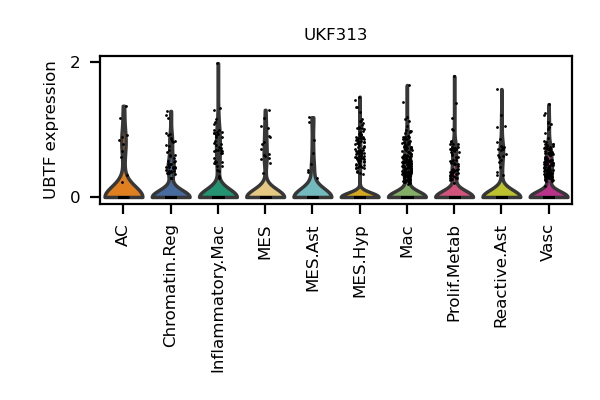 UKF313
UBTF expression
2
0
AC
Chromatin.Reg
Inflammatory.Mac
MES
MES.Ast
MES.Hyp
Mac
Prolif.Metab
Reactive.Ast
Vasc